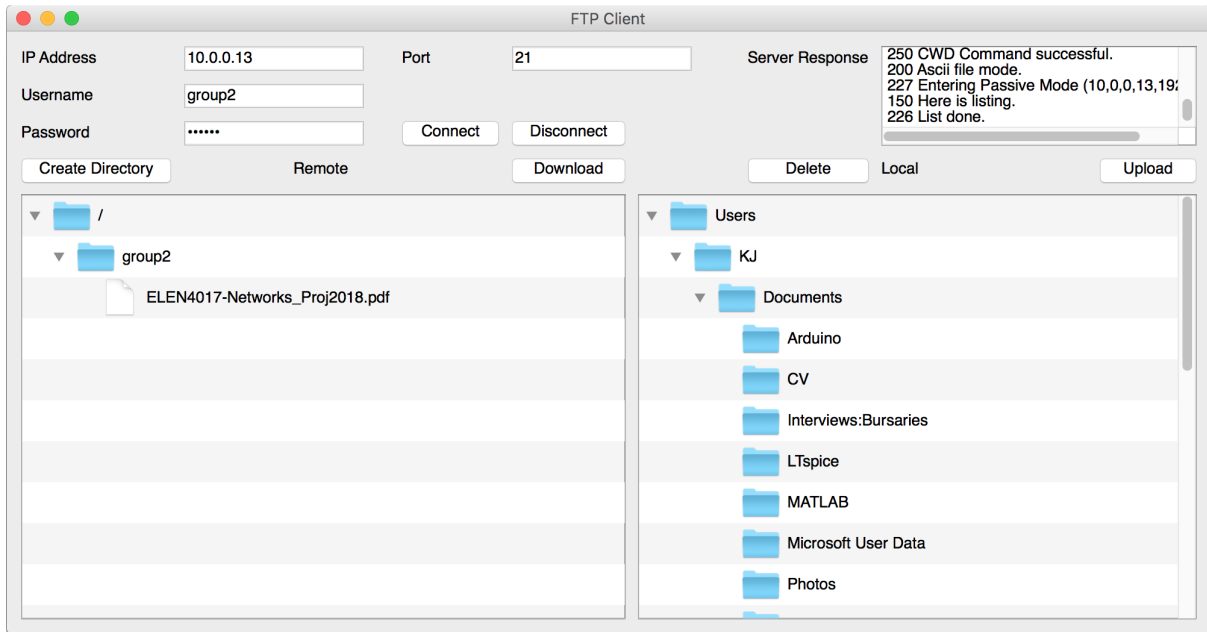 FTP Client
IP Address 10.0.0.13 Port 21 Server Response
250 CWD Command successful.
200 Ascii file mode.
227 Entering Passive Mode (10,0,0,13,192
150 Here is listing.
226 List done.
Username group2
Password •••••• Connect Disconnect
Create Directory Remote Download Delete Local Upload
/
group2
ELEN4017-Networks_Proj2018.pdf
Users
KJ
Documents
Arduino
CV
Interviews:Bursaries
LTspice
MATLAB
Microsoft User Data
Photos